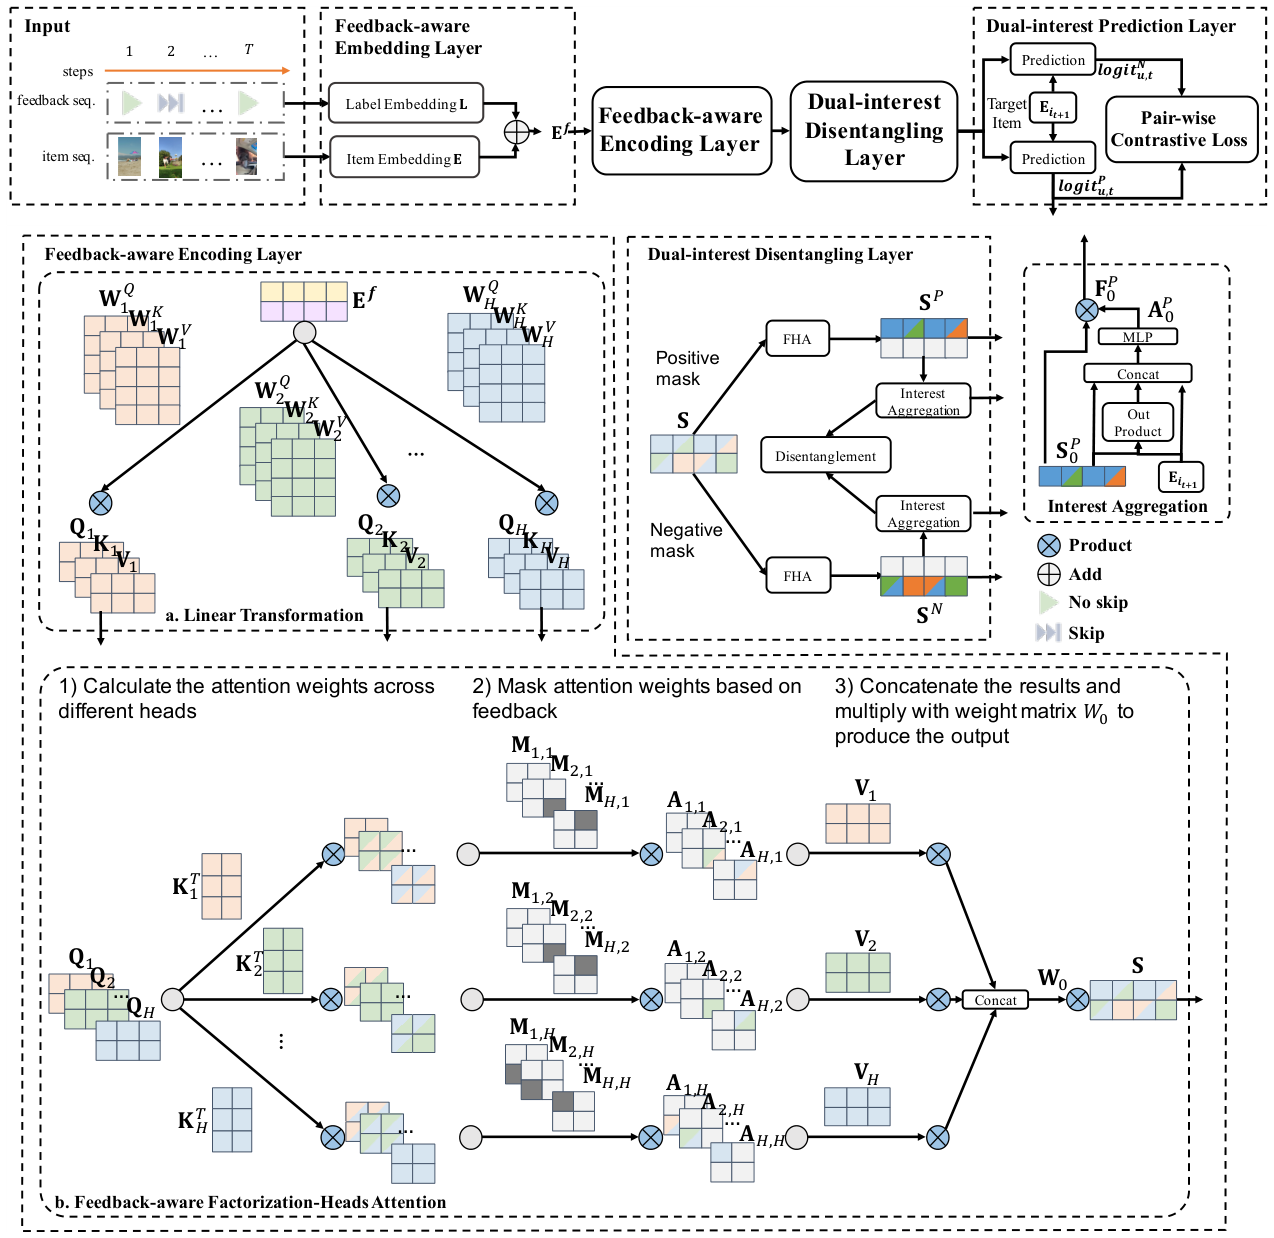 Input
1 2 ... T
steps
feedback seq.
...
item seq.
...
Feedback-aware
Embedding Layer
Label Embedding L
Item Embedding E
E^f
Feedback-aware
Encoding Layer
Dual-interest
Disentangling
Layer
Dual-interest Prediction Layer
Prediction
logit^N_{u,t}
Target
Item
E_{i_{t+1}}
Pair-wise
Contrastive Loss
Prediction
logit^P_{u,t}
Feedback-aware Encoding Layer
W_1^Q
W_1^K
W_1^V
E^f
W_H^Q
W_H^K
W_H^V
W_2^Q
W_2^K
W_2^V
...
Q_1
K_1
V_1
Q_2
K_2
V_2
Q_H
K_H
V_H
a. Linear Transformation
Dual-interest Disentangling Layer
S^P
FHA
Positive
mask
Interest
Aggregation
S
Disentanglement
Negative
mask
Interest
Aggregation
FHA
S^N
F_0^P
A_0^P
MLP
Concat
Out
Product
S_0^P
E_{i_{t+1}}
Interest Aggregation
Product
Add
No skip
Skip
1) Calculate the attention weights across
different heads
2) Mask attention weights based on
feedback
3) Concatenate the results and
multiply with weight matrix W_0 to
produce the output
M_{1,1}
M_{2,1}
...
M_{H,1}
A_{1,1}
A_{2,1}
...
A_{H,1}
V_1
K_1^T
...
M_{1,2}
M_{2,2}
...
M_{H,2}
A_{1,2}
A_{2,2}
...
A_{H,2}
V_2
K_2^T
...
Q_1
Q_2
...
Q_H
Concat
W_0
S
⋮
M_{1,H}
M_{2,H}
...
M_{H,H}
A_{1,H}
A_{2,H}
...
A_{H,H}
V_H
K_H^T
...
b. Feedback-aware Factorization-Heads Attention